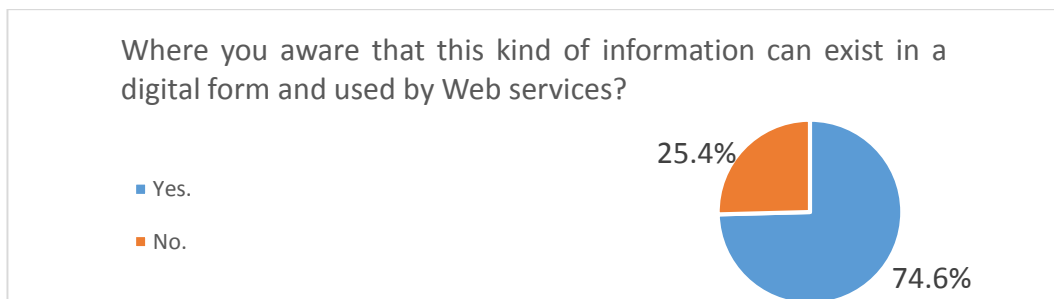 Where you aware that this kind of information can exist in a
digital form and used by Web services?
25.4%
Yes.
No.
74.6%